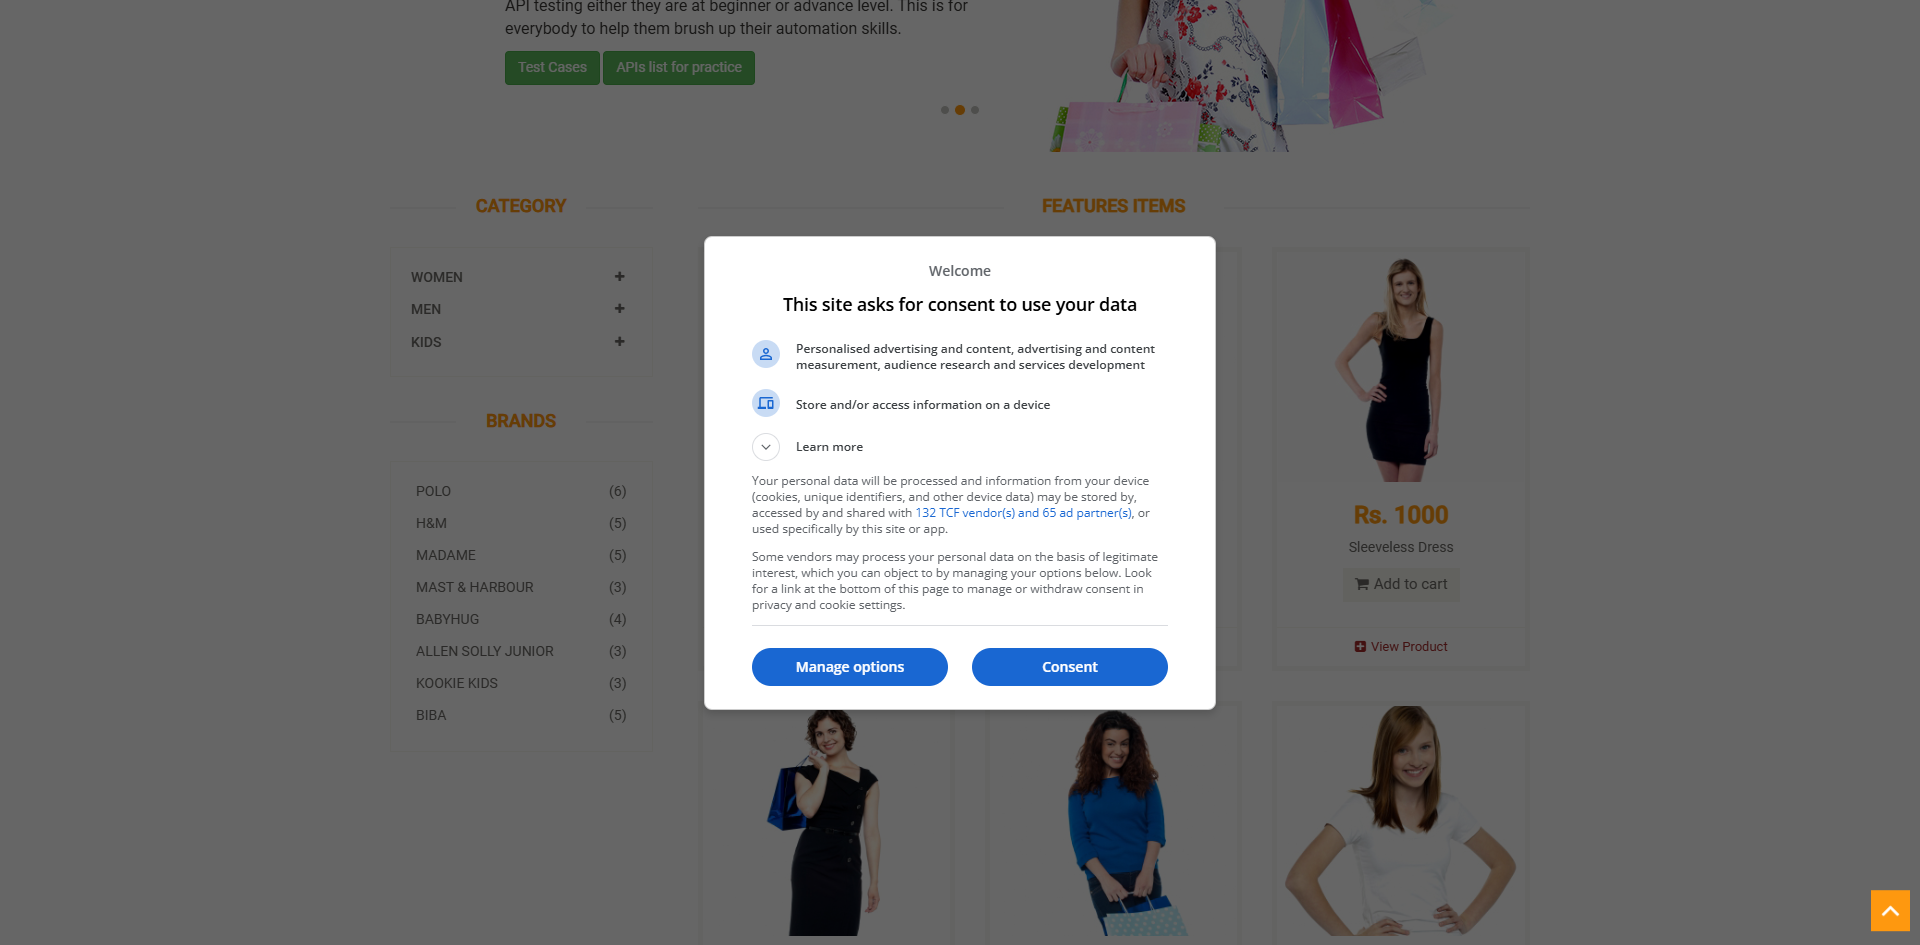 API testing either they are at beginner or advance level. This is for
everybody to help them brush up their automation skills.
Test Cases
APIs list for practice
CATEGORY
WOMEN
MEN
KIDS
BRANDS
POLO (6)
H&M (5)
MADAME (5)
MAST & HARBOUR (3)
BABYHUG (4)
ALLEN SOLLY JUNIOR (3)
KOOKIE KIDS (3)
BIBA (5)
FEATURES ITEMS
Welcome
This site asks for consent to use your data
Personalised advertising and content, advertising and content
measurement, audience research and services development
Store and/or access information on a device
Learn more
Your personal data will be processed and information from your device
(cookies, unique identifiers, and other device data) may be stored by,
accessed by and shared with 132 TCF vendor(s) and 65 ad partner(s), or
used specifically by this site or app.
Some vendors may process your personal data on the basis of legitimate
interest, which you can object to by managing your options below. Look
for a link at the bottom of this page to manage or withdraw consent in
privacy and cookie settings.
Manage options
Consent
Rs. 1000
Sleeveless Dress
Add to cart
View Product